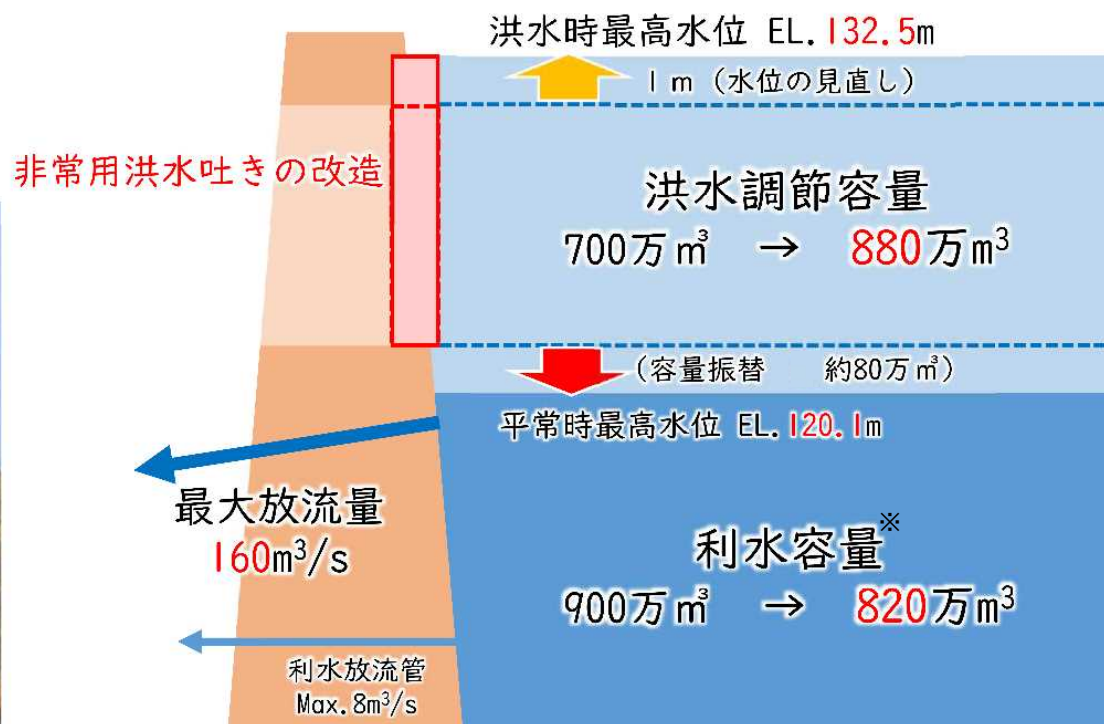 洪水時最高水位 EL.132.5m
1m（水位の見直し）
非常用洪水吐きの改造
洪水調節容量
700万㎥ → 880万m³
（容量振替 約80万㎥）
平常時最高水位 EL.120.1m
最大放流量
160m³/s
利水容量※
900万㎥ → 820万m³
利水放流管
Max.8m³/s